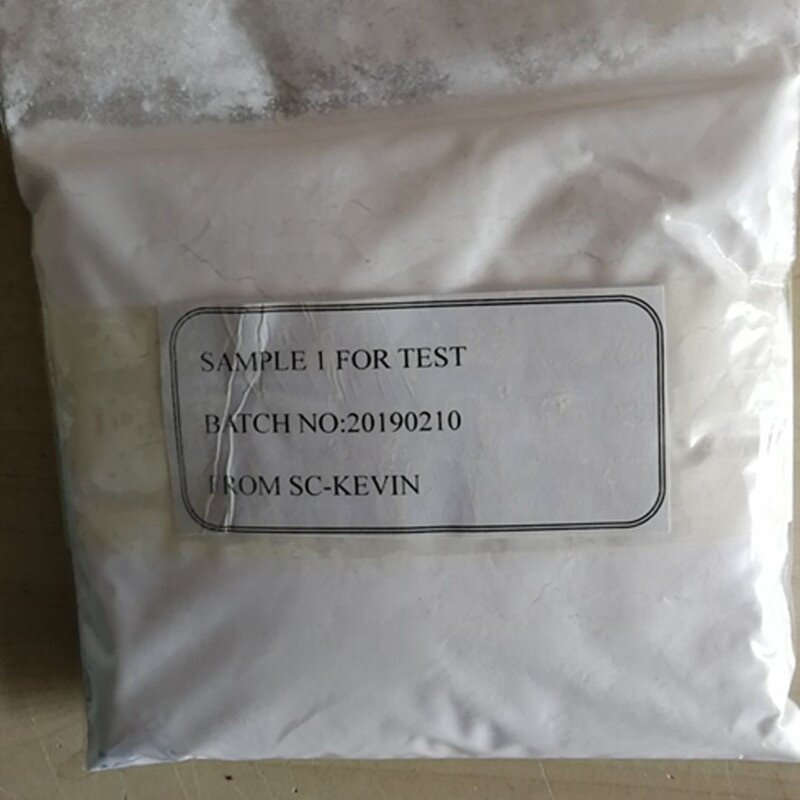 SAMPLE 1 FOR TEST
BATCH NO:20190210
FROM SC-KEVIN